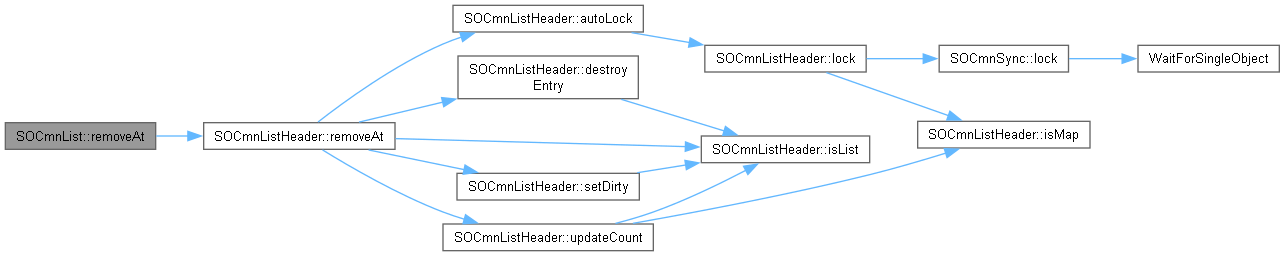 SOCmnList::removeAt
SOCmnListHeader::removeAt
SOCmnListHeader::autoLock
SOCmnListHeader::destroy
Entry
SOCmnListHeader::setDirty
SOCmnListHeader::updateCount
SOCmnListHeader::lock
SOCmnListHeader::isList
SOCmnSync::lock
SOCmnListHeader::isMap
WaitForSingleObject